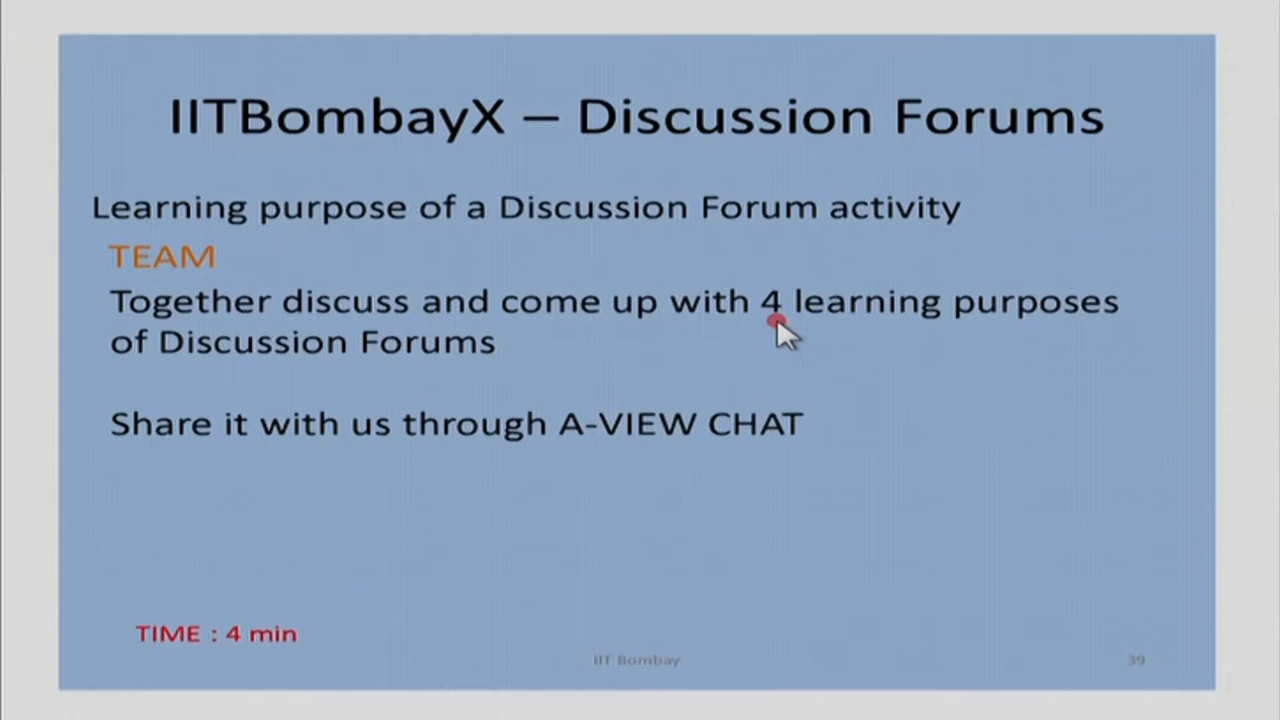 IITBombayX – Discussion Forums
Learning purpose of a Discussion Forum activity
TEAM
Together discuss and come up with 4 learning purposes
of Discussion Forums
Share it with us through A-VIEW CHAT
TIME : 4 min
IIT Bombay
39